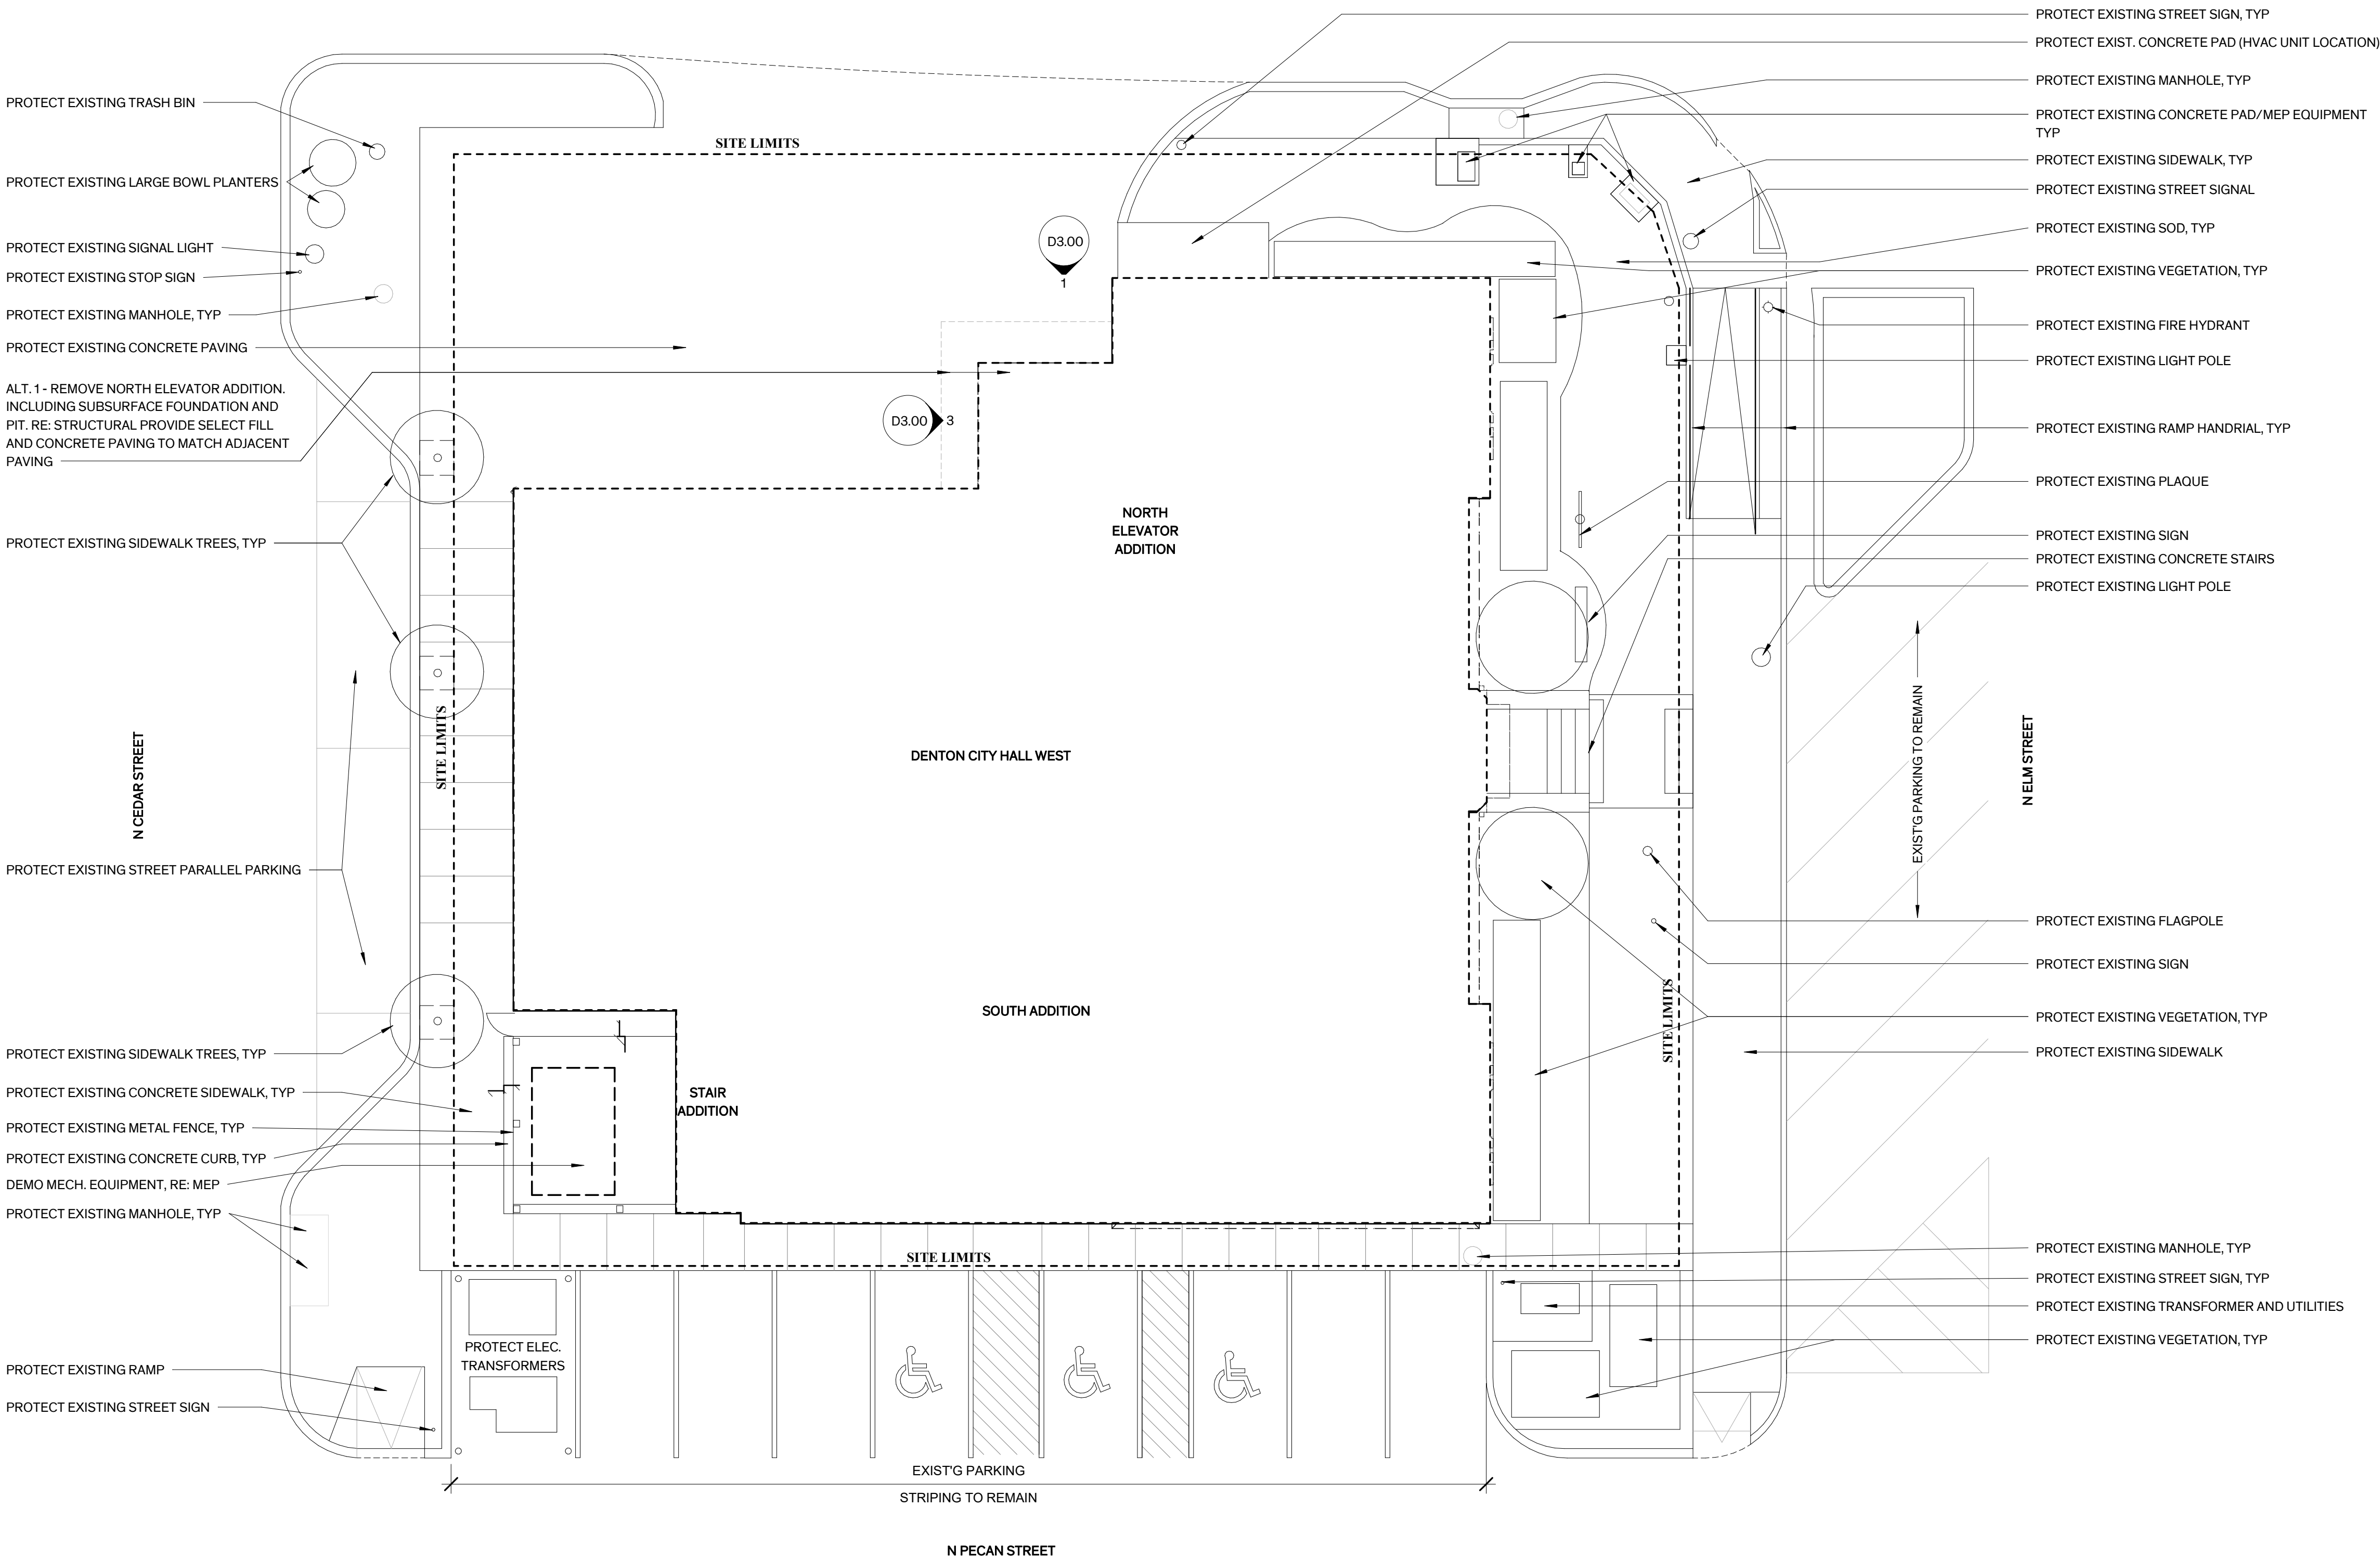 PROTECT EXISTING TRASH BIN
PROTECT EXISTING LARGE BOWL PLANTERS
PROTECT EXISTING SIGNAL LIGHT
PROTECT EXISTING STOP SIGN
PROTECT EXISTING MANHOLE, TYP
PROTECT EXISTING CONCRETE PAVING
ALT. 1 - REMOVE NORTH ELEVATOR ADDITION.
INCLUDING SUBSURFACE FOUNDATION AND
PIT. RE: STRUCTURAL PROVIDE SELECT FILL
AND CONCRETE PAVING TO MATCH ADJACENT
PAVING
PROTECT EXISTING SIDEWALK TREES, TYP
N CEDAR STREET
PROTECT EXISTING STREET PARALLEL PARKING
PROTECT EXISTING SIDEWALK TREES, TYP
PROTECT EXISTING CONCRETE SIDEWALK, TYP
PROTECT EXISTING METAL FENCE, TYP
PROTECT EXISTING CONCRETE CURB, TYP
DEMO MECH. EQUIPMENT, RE: MEP
PROTECT EXISTING MANHOLE, TYP
PROTECT EXISTING RAMP
PROTECT EXISTING STREET SIGN
SITE LIMITS
D3.00
1
D3.00
3
NORTH
ELEVATOR
ADDITION
SITE LIMITS
DENTON CITY HALL WEST
SOUTH ADDITION
STAIR
ADDITION
SITE LIMITS
SITE LIMITS
PROTECT ELEC.
TRANSFORMERS
EXIST'G PARKING
STRIPING TO REMAIN
N PECAN STREET
EXIST'G PARKING TO REMAIN
N ELM STREET
PROTECT EXISTING STREET SIGN, TYP
PROTECT EXIST. CONCRETE PAD (HVAC UNIT LOCATION)
PROTECT EXISTING MANHOLE, TYP
PROTECT EXISTING CONCRETE PAD/MEP EQUIPMENT
TYP
PROTECT EXISTING SIDEWALK, TYP
PROTECT EXISTING STREET SIGNAL
PROTECT EXISTING SOD, TYP
PROTECT EXISTING VEGETATION, TYP
PROTECT EXISTING FIRE HYDRANT
PROTECT EXISTING LIGHT POLE
PROTECT EXISTING RAMP HANDRIAL, TYP
PROTECT EXISTING PLAQUE
PROTECT EXISTING SIGN
PROTECT EXISTING CONCRETE STAIRS
PROTECT EXISTING LIGHT POLE
PROTECT EXISTING FLAGPOLE
PROTECT EXISTING SIGN
PROTECT EXISTING VEGETATION, TYP
PROTECT EXISTING SIDEWALK
PROTECT EXISTING MANHOLE, TYP
PROTECT EXISTING STREET SIGN, TYP
PROTECT EXISTING TRANSFORMER AND UTILITIES
PROTECT EXISTING VEGETATION, TYP